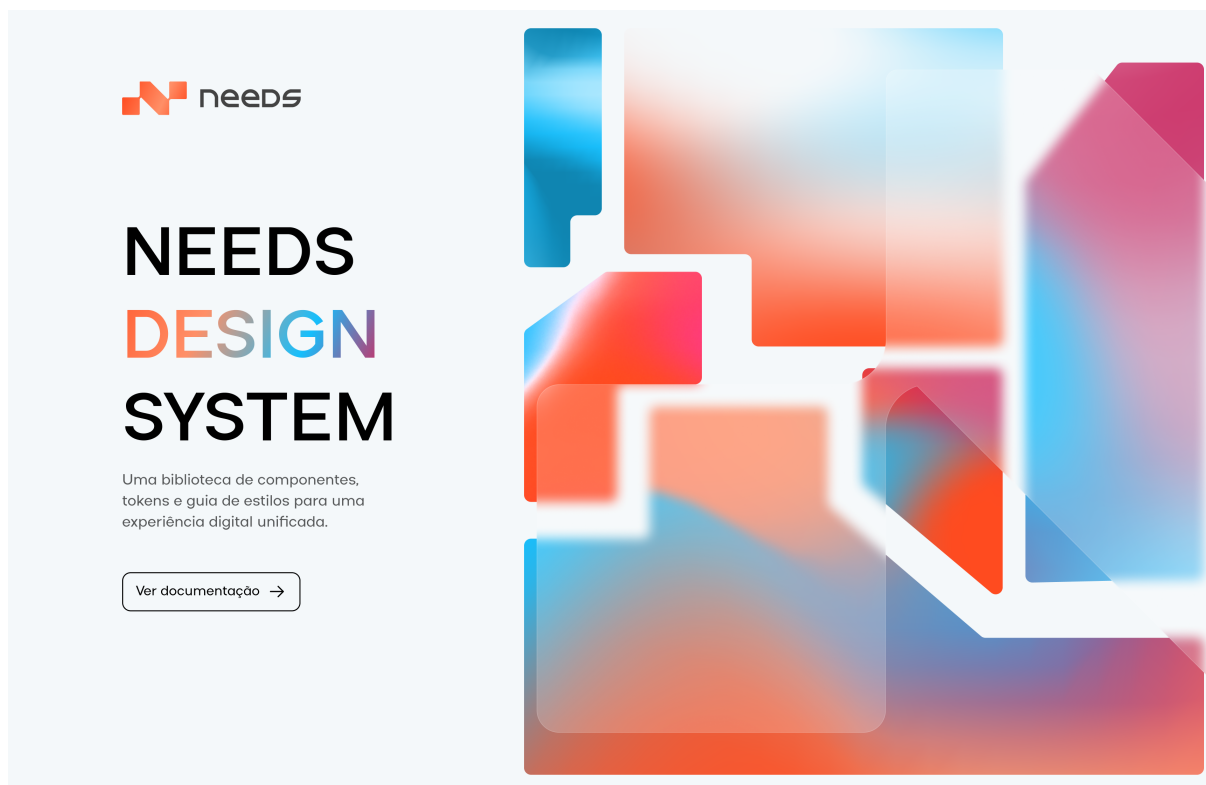 NEEDS
NEEDS
DESIGN
SYSTEM
Uma biblioteca de componentes,
tokens e guia de estilos para uma
experiência digital unificada.
Ver documentação →